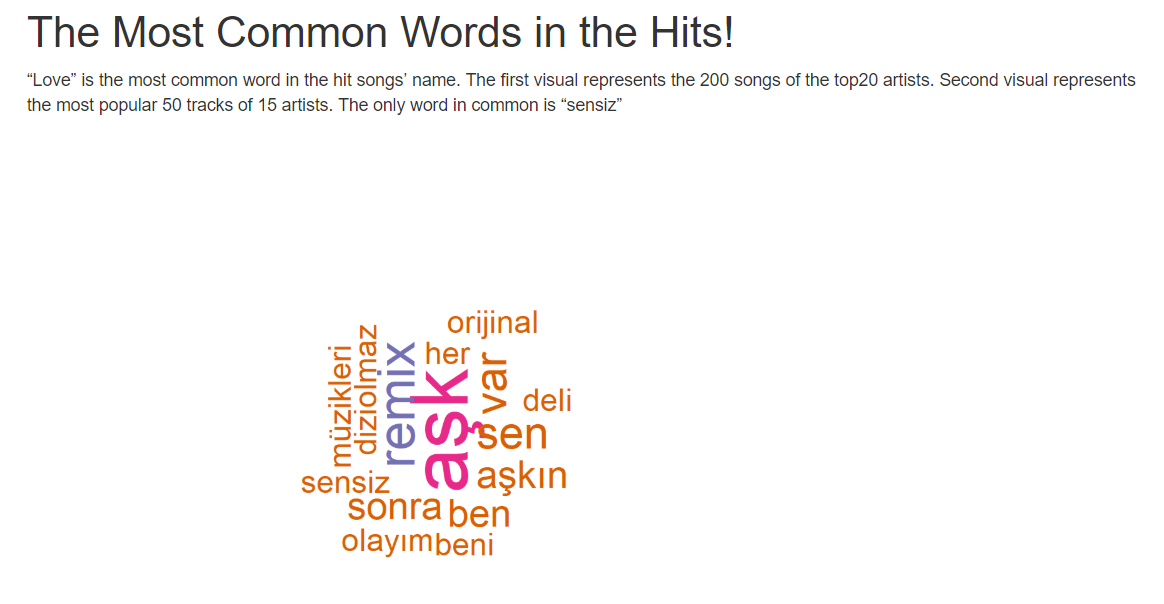 The Most Common Words in the Hits!
“Love” is the most common word in the hit songs’ name. The first visual represents the 200 songs of the top20 artists. Second visual represents
the most popular 50 tracks of 15 artists. The only word in common is “sensiz”
orijinal
her
müzikleri
dizi
olmaz
remix
aşk
var
deli
sen
aşkın
sensiz
sonra
ben
olayım
beni